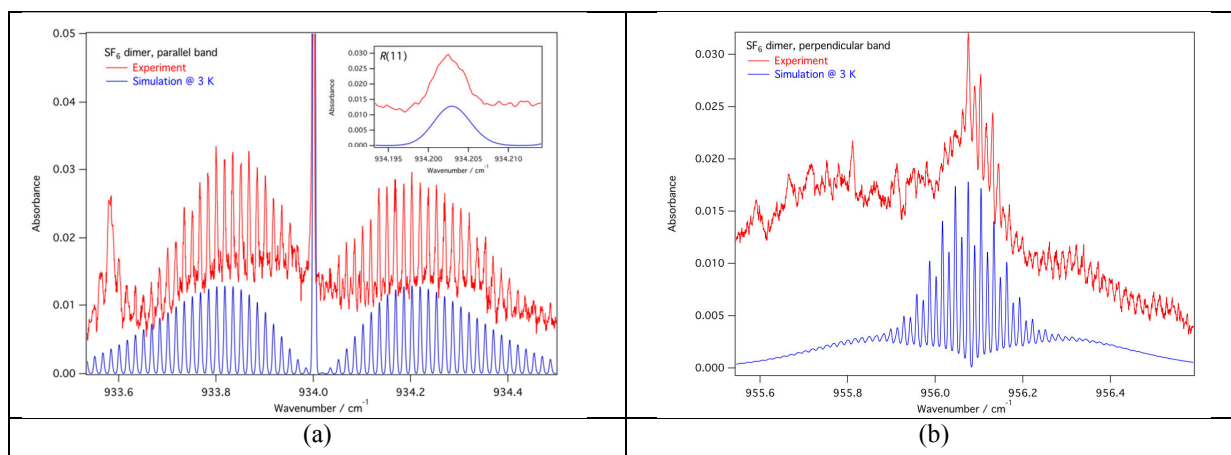 0.05
0.04
0.03
0.02
0.01
0.00
Absorbance
SF6 dimer, parallel band
Experiment
Simulation @ 3 K
R(11)
0.030
0.025
0.020
0.015
0.010
0.005
0.000
Absorbance
934.195 934.200 934.205 934.210
Wavenumber / cm-1
933.6 933.8 934.0 934.2 934.4
Wavenumber / cm-1
(a)
0.030
0.025
0.020
0.015
0.010
0.005
0.000
Absorbance
SF6 dimer, perpendicular band
Experiment
Simulation @ 3 K
955.6 955.8 956.0 956.2 956.4
Wavenumber / cm-1
(b)